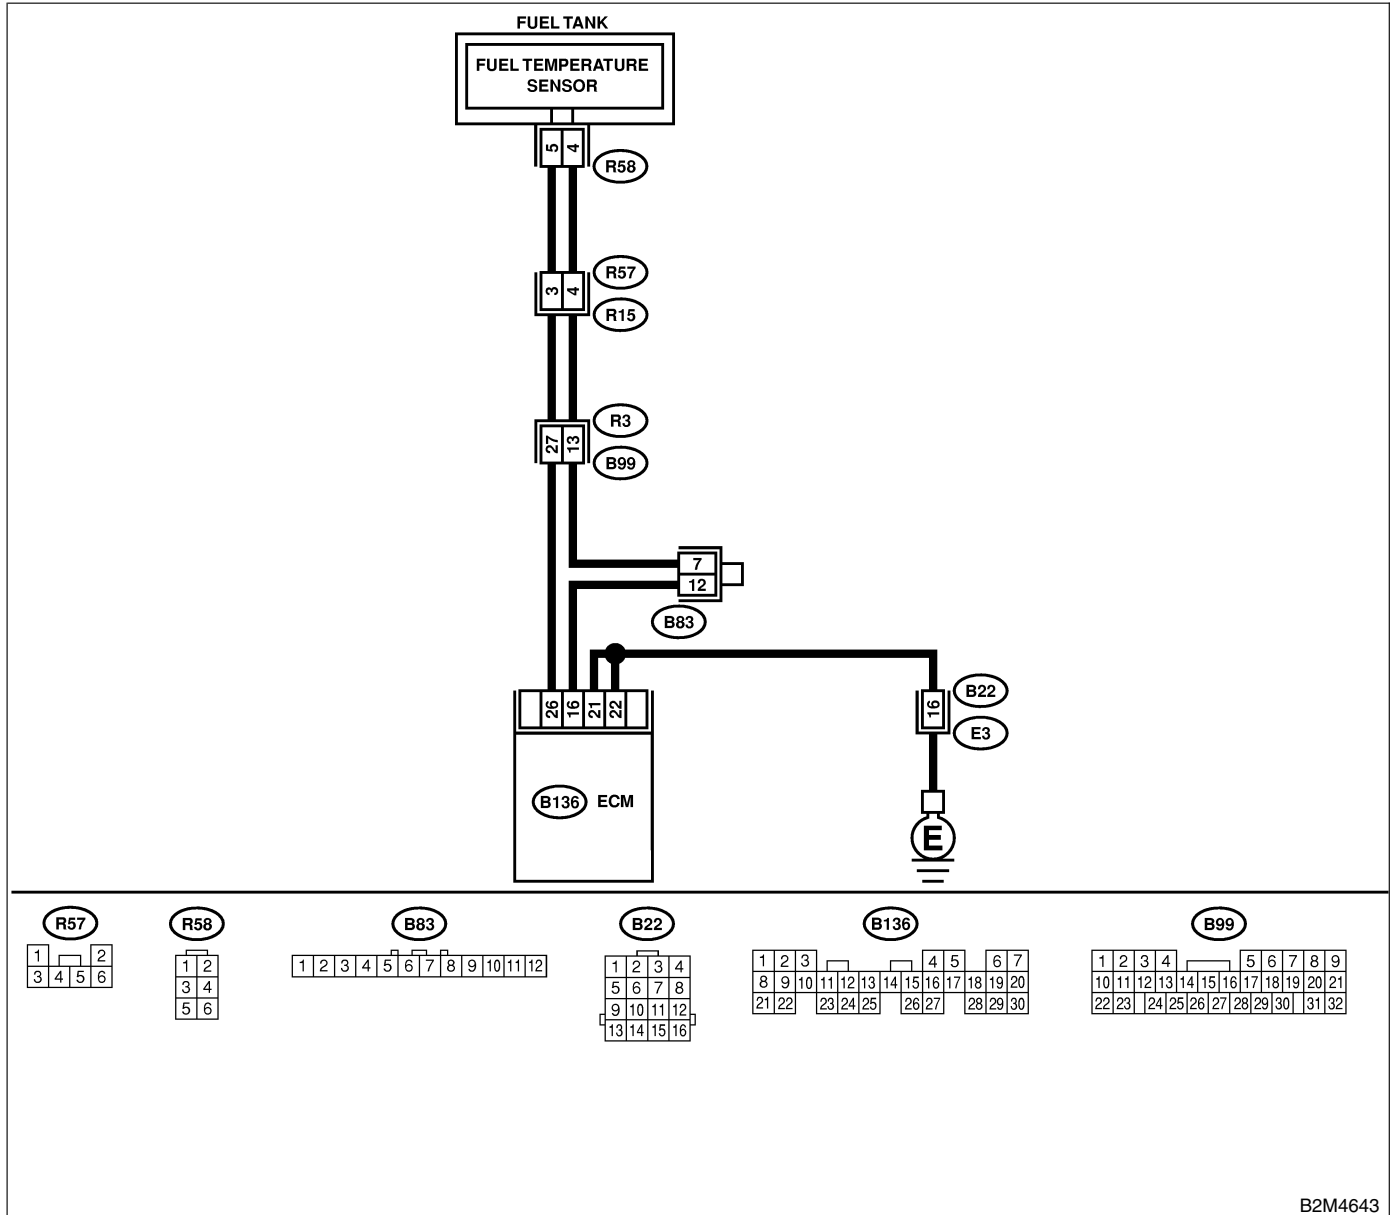 FUEL TANK
FUEL TEMPERATURE
SENSOR
5 4
R58
R57
3 4
R15
R3
27 13
B99
7
12
B83
B22
26 16 21 22
16
E3
B136 ECM
E
R57 R58 B83 B22 B136 B99
1 2
3 4 5 6
1 2
3 4
5 6
1 2 3 4 5 6 7 8 9 10 11 12
1 2 3 4
5 6 7 8
9 10 11 12
13 14 15 16
1 2 3 4 5 6 7
8 9 10 11 12 13 14 15 16 17 18 19 20
21 22 23 24 25 26 27 28 29 30
1 2 3 4 5 6 7 8 9
10 11 12 13 14 15 16 17 18 19 20 21
22 23 24 25 26 27 28 29 30 31 32
B2M4643